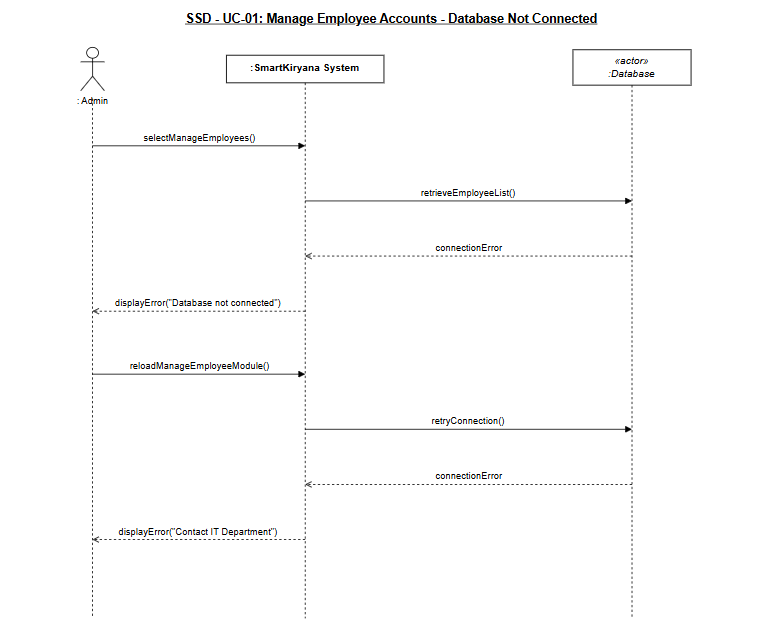 SSD - UC-01: Manage Employee Accounts - Database Not Connected
: Admin
:SmartKiryana System
«actor»
:Database
selectManageEmployees()
retrieveEmployeeList()
connectionError
displayError("Database not connected")
reloadManageEmployeeModule()
retryConnection()
connectionError
displayError("Contact IT Department")